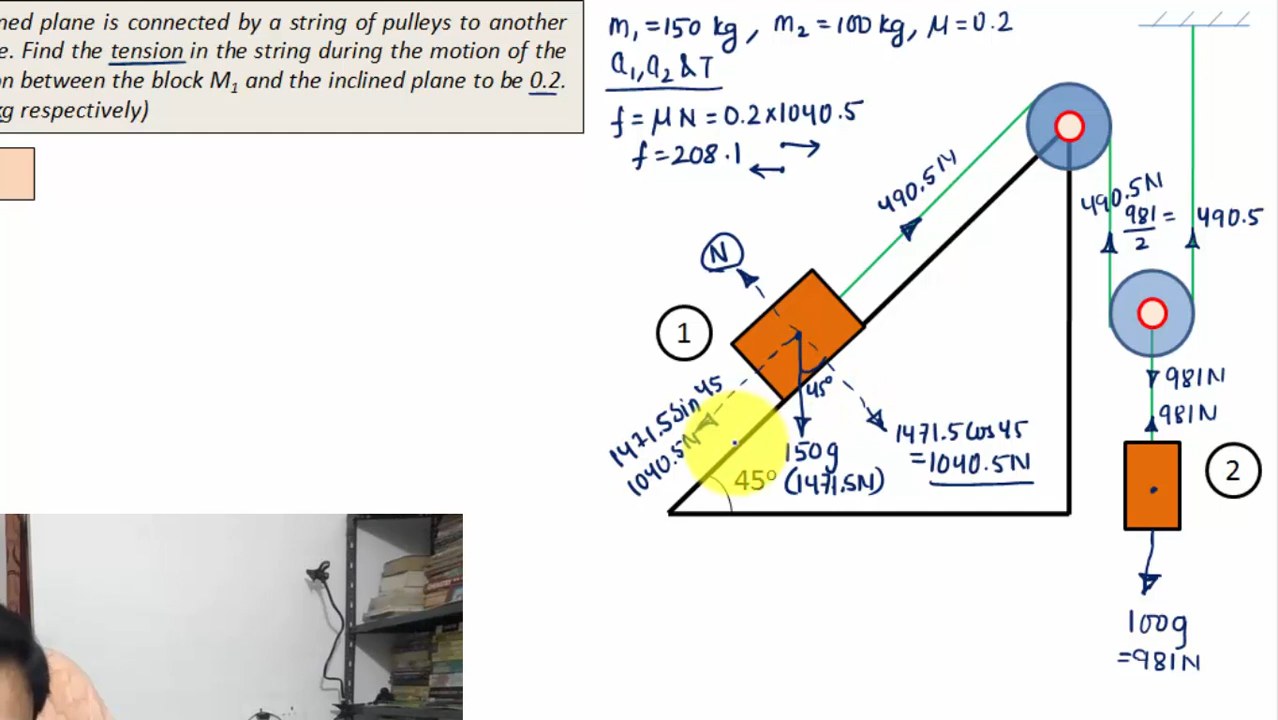 ned plane is connected by a string of pulleys to another
e. Find the tension in the string during the motion of the
on between the block M1 and the inclined plane to be 0.2.
g respectively)
m1=150 kg, m2=100kg, μ=0.2
a1,a2 & T
f=μN=0.2×1040.5
f=208.1
490.5N
490.5N
981/2 = 490.5
N
1
45°
1471.5Sin45
1040.5N
150g
(1471.5N)
45°
1471.5Cos45
=1040.5N
981N
981N
2
100g
=981N